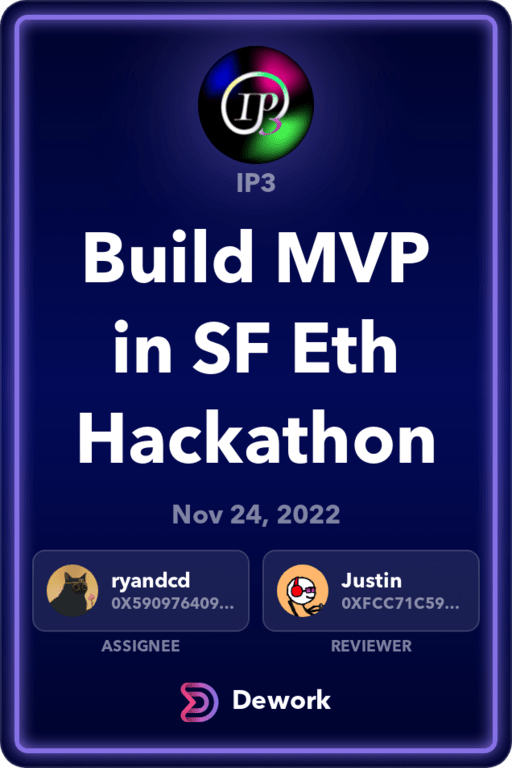 IP3
IP3
Build MVP
in SF Eth
Hackathon
Nov 24, 2022
ryandcd
0X590976409...
Justin
0XFCC71C59...
ASSIGNEE
REVIEWER
Dework